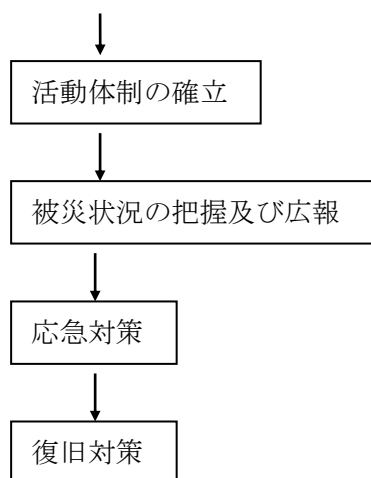 活動体制の確立
被災状況の把握及び広報
応急対策
復旧対策